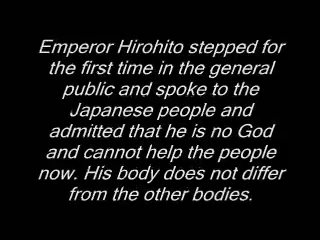 Emperor Hirohito stepped for
the first time in the general
public and spoke to the
Japanese people and
admitted that he is no God
and cannot help the people
now. His body does not differ
from the other bodies.